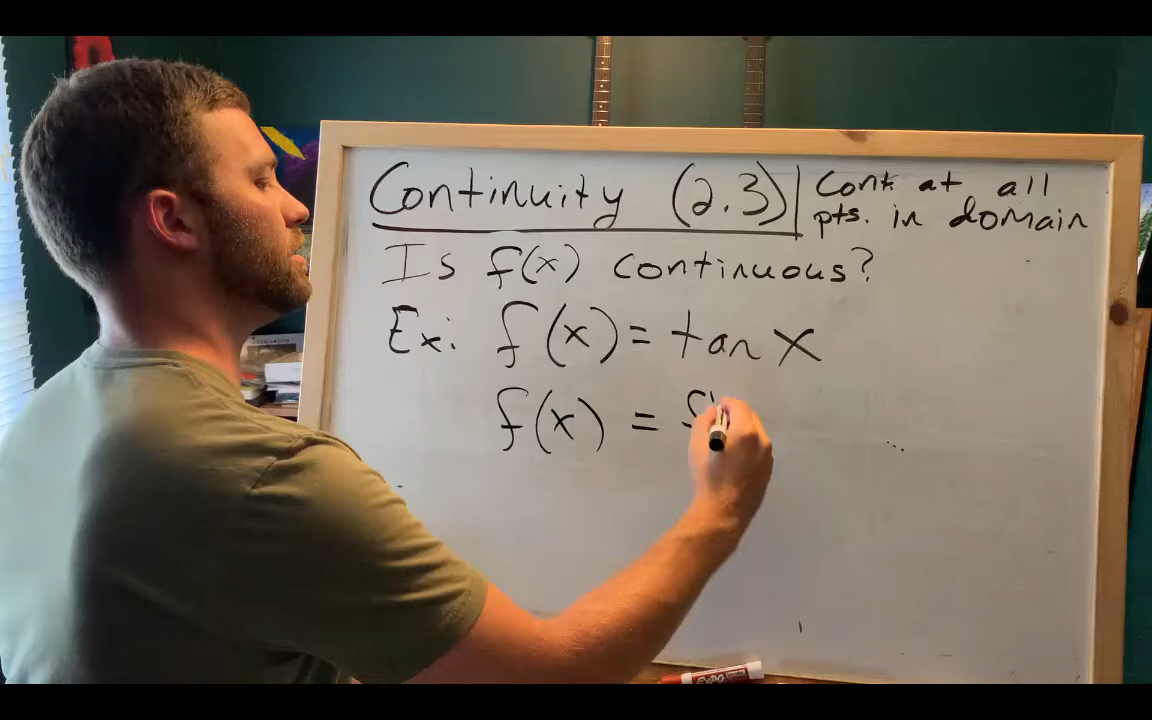 Continuity (2.3)
Cont at all
pts. in domain
Is f(x) continuous?
Ex: f(x) = tan x
f(x) =